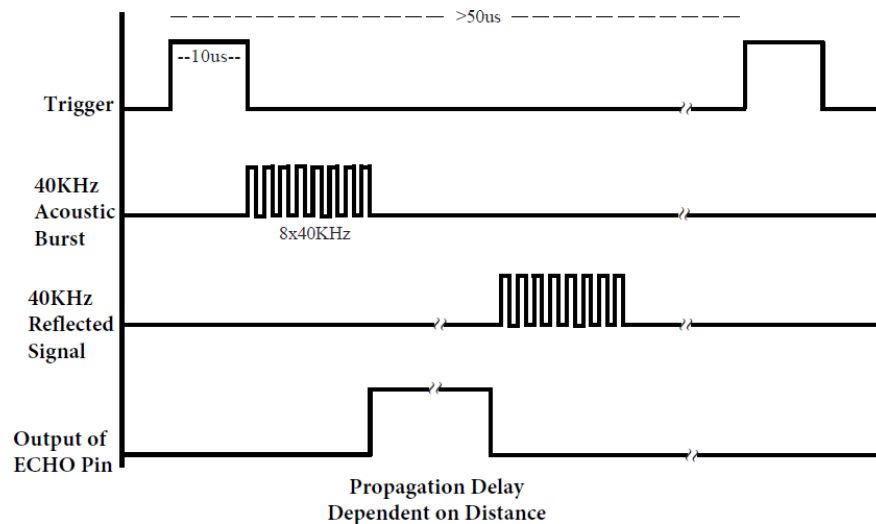 >50us
--10us--
Trigger
40KHz
Acoustic
Burst
8x40KHz
40KHz
Reflected
Signal
Output of
ECHO Pin
Propagation Delay
Dependent on Distance